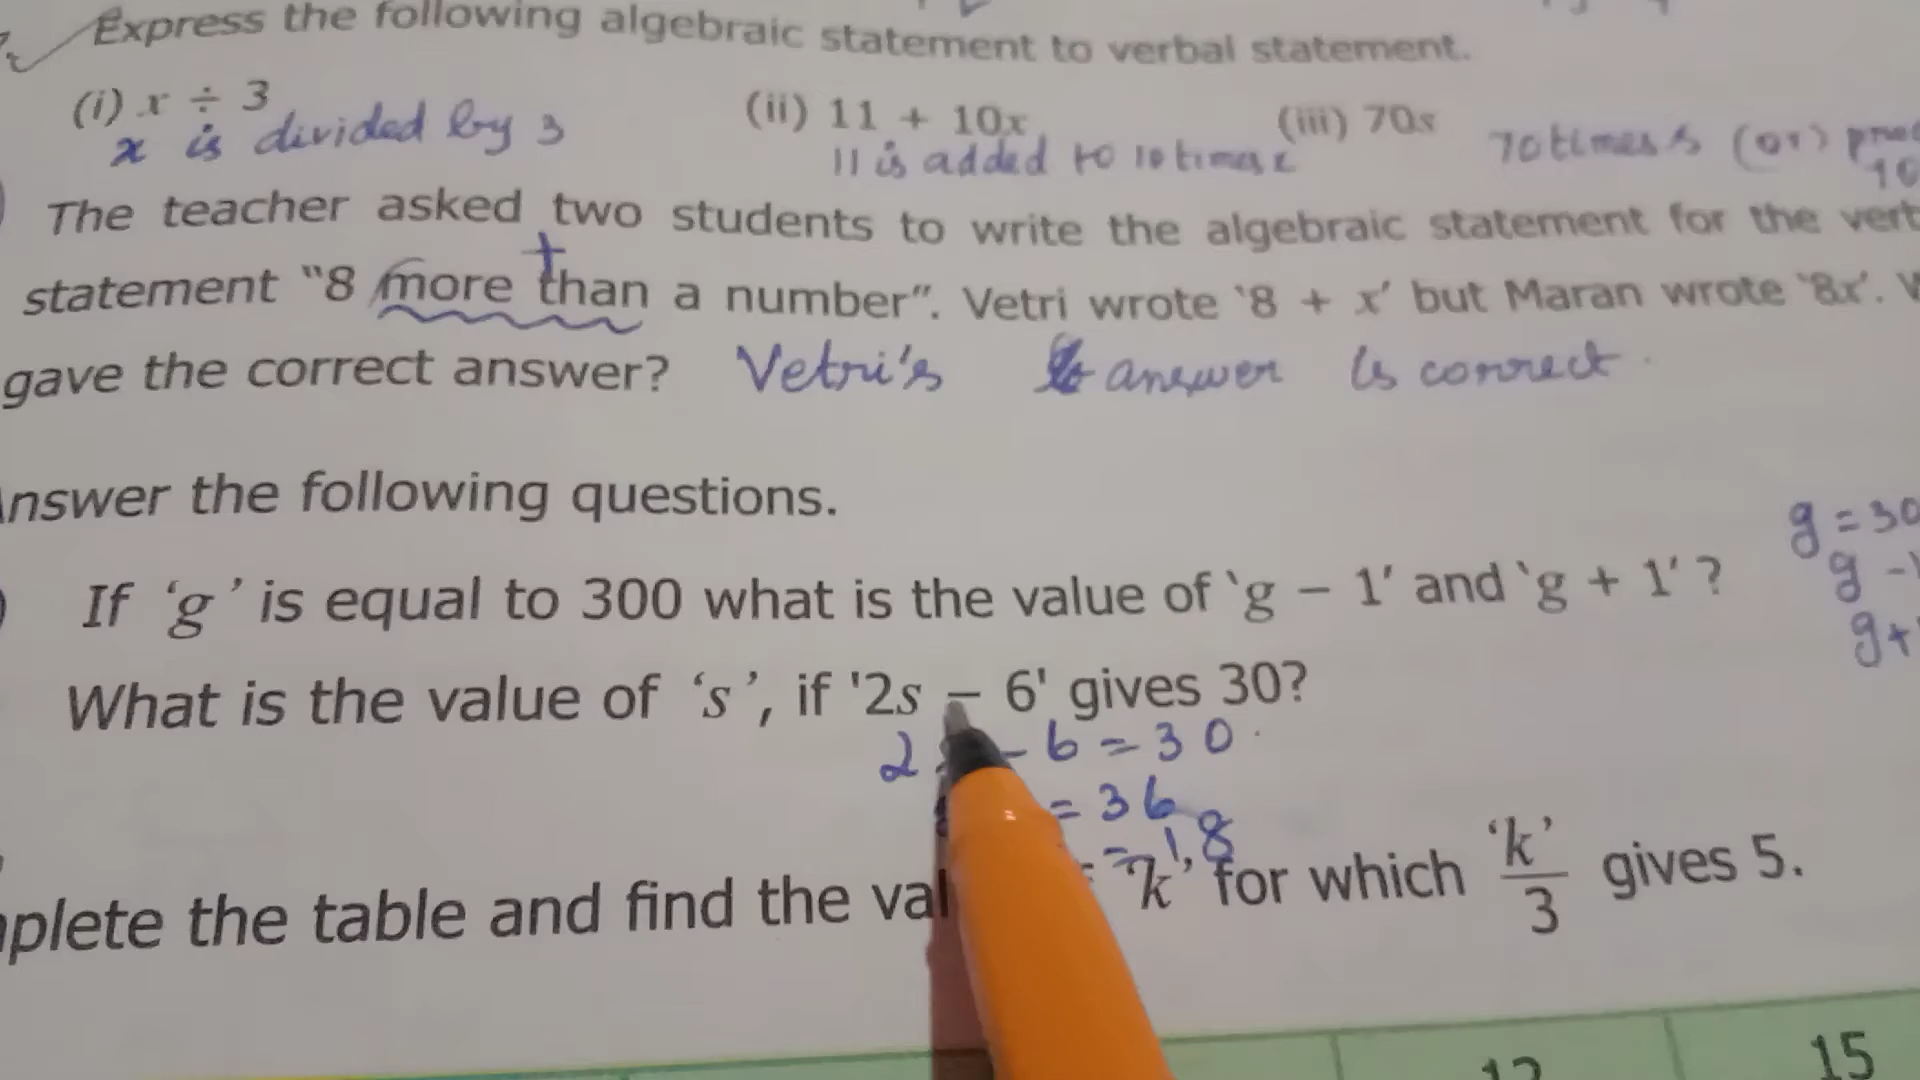 Express the following algebraic statement to verbal statement.
(i) x ÷ 3 (ii) 11 + 10x (iii) 70s
x is divided by 3 11 is added to 10 times x 70 times s (or)
The teacher asked two students to write the algebraic statement for the
statement "8 more than a number". Vetri wrote '8 + x' but Maran wrote '8x'.
+
gave the correct answer? Vetri's answer is correct.
the following questions.
g = 30
If 'g' is equal to 300 what is the value of 'g − 1' and 'g + 1' ?
g - 1
g +
What is the value of 's', if '2s − 6' gives 30?
2 - 6 = 30
= 36
= 18
the table and find the 'k' for which 'k'/3 gives 5.
12 15